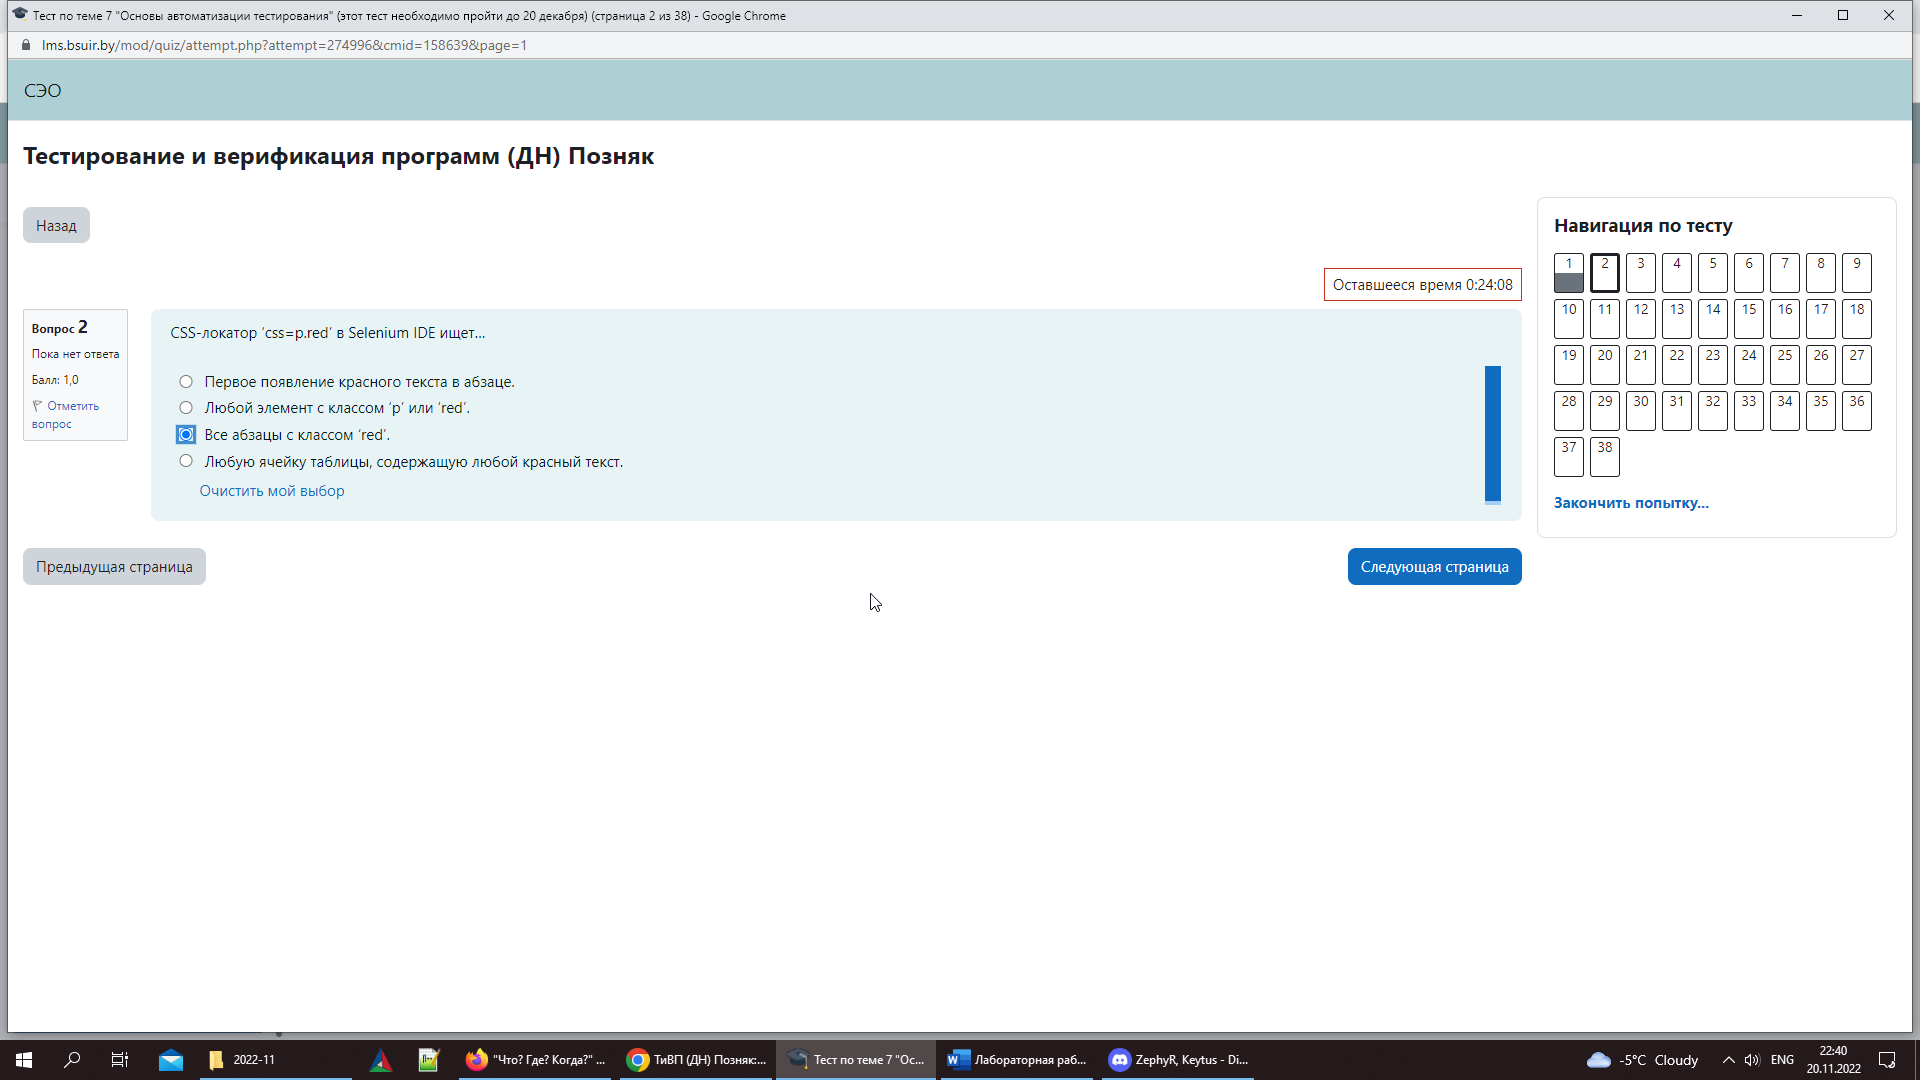 Тест по теме 7 "Основы автоматизации тестирования" (этот тест необходимо пройти до 20 декабря) (страница 2 из 38) - Google Chrome
lms.bsuir.by/mod/quiz/attempt.php?attempt=274996&cmid=158639&page=1
СЭО
Тестирование и верификация программ (ДН) Позняк
Назад
Оставшееся время 0:24:08
Вопрос 2
Пока нет ответа
Балл: 1,0
Отметить
вопрос
CSS-локатор ‘css=p.red’ в Selenium IDE ищет...
Первое появление красного текста в абзаце.
Любой элемент с классом ‘p’ или ‘red’.
Все абзацы с классом ‘red’.
Любую ячейку таблицы, содержащую любой красный текст.
Очистить мой выбор
Предыдущая страница
Следующая страница
Навигация по тесту
1 2 3 4 5 6 7 8 9
10 11 12 13 14 15 16 17 18
19 20 21 22 23 24 25 26 27
28 29 30 31 32 33 34 35 36
37 38
Закончить попытку...
2022-11
"Что? Где? Когда?" ...
ТиВП (ДН) Позняк:...
Тест по теме 7 "Ос...
Лабораторная раб...
ZephyR, Keytus - Di...
-5°C Cloudy
ENG
22:40
20.11.2022